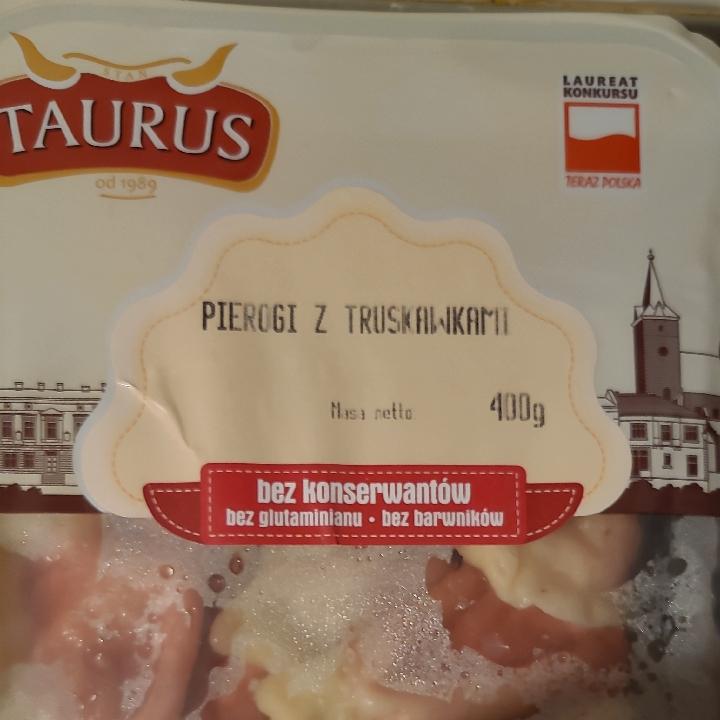 STAN
TAURUS
od 1989
LAUREAT
KONKURSU
TERAZ POLSKA
PIEROGI Z TRUSKAWKAMI
Masa netto 400g
bez konserwantów
bez glutaminianu • bez barwników